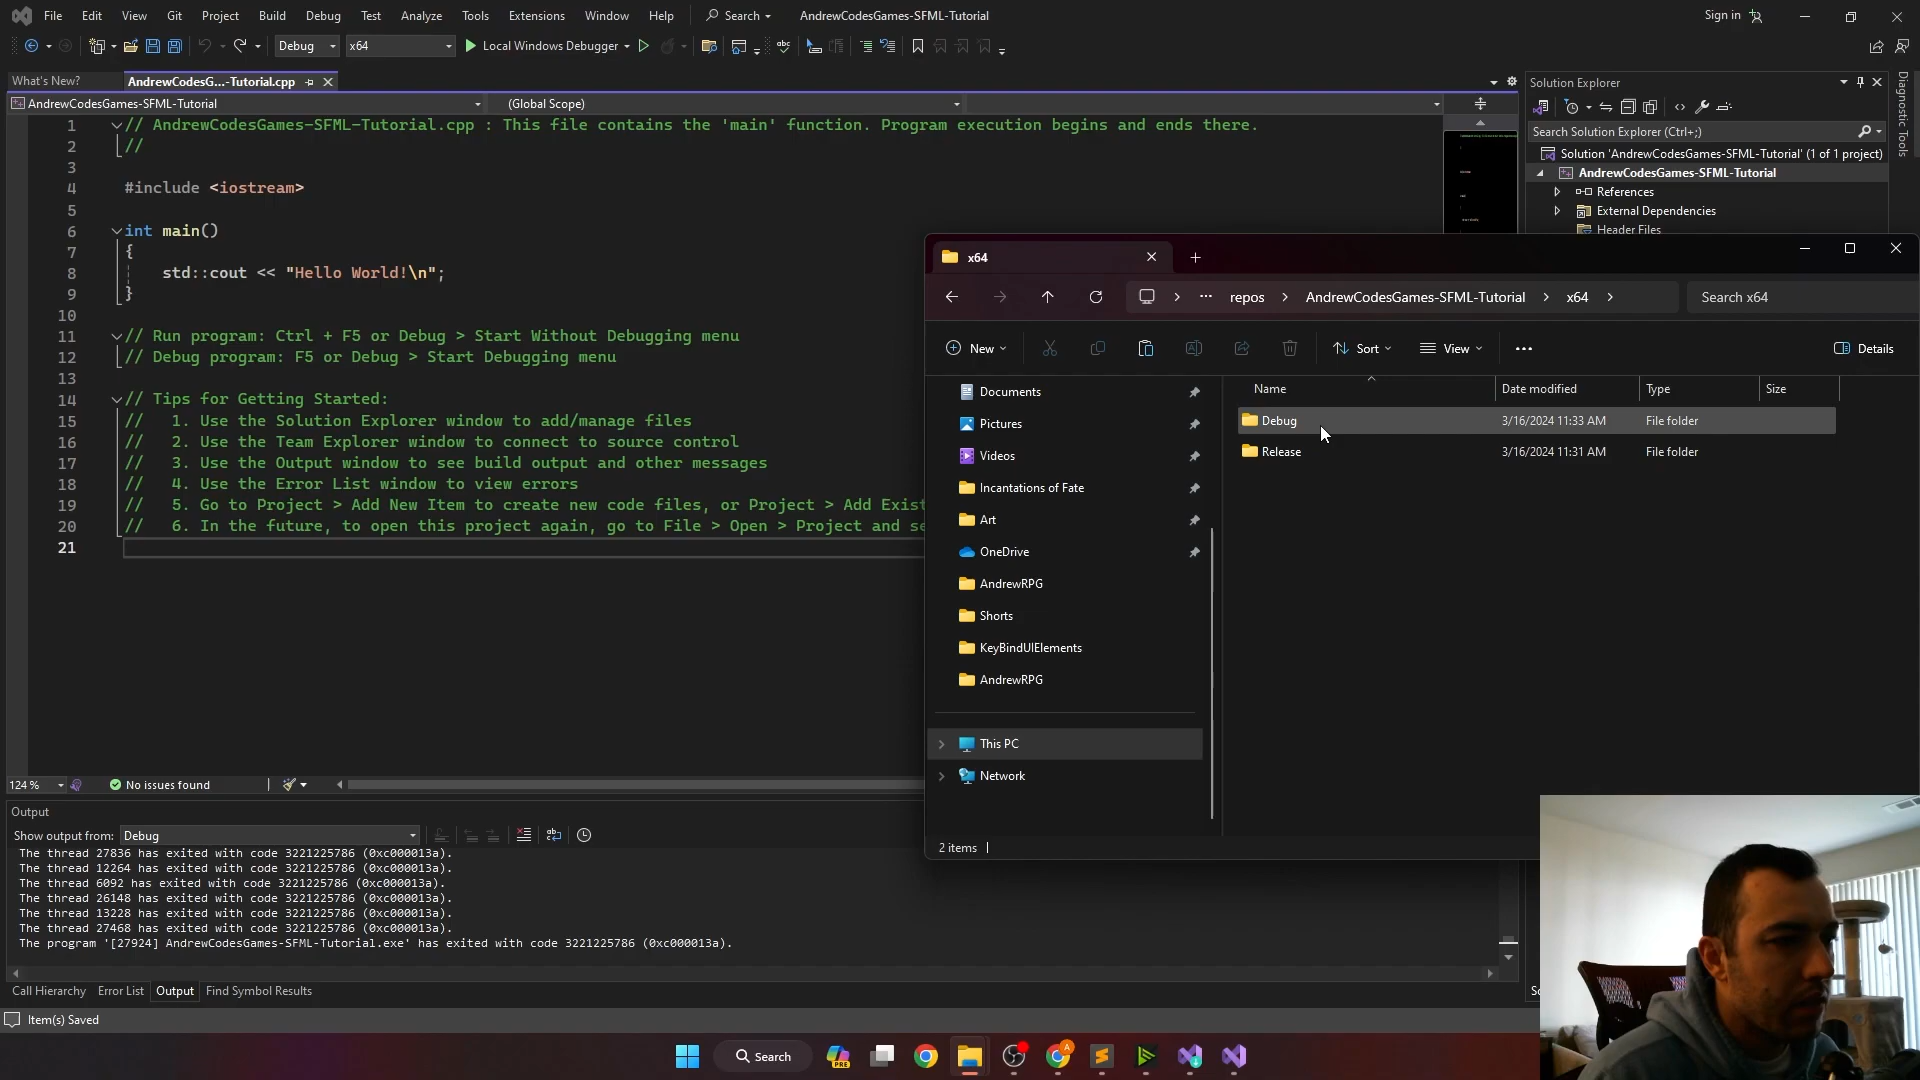 File Edit View Git Project Build Debug Test Analyze Tools Extensions Window Help Search AndrewCodesGames-SFML-Tutorial Sign in
Debug x64 Local Windows Debugger
What's New? AndrewCodesG...-Tutorial.cpp
AndrewCodesGames-SFML-Tutorial (Global Scope)
1 // AndrewCodesGames-SFML-Tutorial.cpp : This file contains the 'main' function. Program execution begins and ends there.
2 //
3
4 #include <iostream>
5
6 int main()
7 {
8 std::cout << "Hello World!\n";
9 }
10
11 // Run program: Ctrl + F5 or Debug > Start Without Debugging menu
12 // Debug program: F5 or Debug > Start Debugging menu
13
14 // Tips for Getting Started:
15 // 1. Use the Solution Explorer window to add/manage files
16 // 2. Use the Team Explorer window to connect to source control
17 // 3. Use the Output window to see build output and other messages
18 // 4. Use the Error List window to view errors
19 // 5. Go to Project > Add New Item to create new code files, or Project > Add Exist
20 // 6. In the future, to open this project again, go to File > Open > Project and se
21
124 % No issues found
Output
Show output from: Debug
The thread 27836 has exited with code 3221225786 (0xc000013a).
The thread 12264 has exited with code 3221225786 (0xc000013a).
The thread 6092 has exited with code 3221225786 (0xc000013a).
The thread 26148 has exited with code 3221225786 (0xc000013a).
The thread 13228 has exited with code 3221225786 (0xc000013a).
The thread 27468 has exited with code 3221225786 (0xc000013a).
The program '[27924] AndrewCodesGames-SFML-Tutorial.exe' has exited with code 3221225786 (0xc000013a).
Call Hierarchy Error List Output Find Symbol Results
Item(s) Saved
Solution Explorer
Search Solution Explorer (Ctrl+;)
Solution 'AndrewCodesGames-SFML-Tutorial' (1 of 1 project)
AndrewCodesGames-SFML-Tutorial
References
External Dependencies
Header Files
Diagnostic Tools
x64
repos AndrewCodesGames-SFML-Tutorial x64 Search x64
New Sort View Details
Name Date modified Type Size
Debug 3/16/2024 11:33 AM File folder
Release 3/16/2024 11:31 AM File folder
Documents
Pictures
Videos
Incantations of Fate
Art
OneDrive
AndrewRPG
Shorts
KeyBindUIElements
AndrewRPG
This PC
Network
2 items
Search
PRE
A